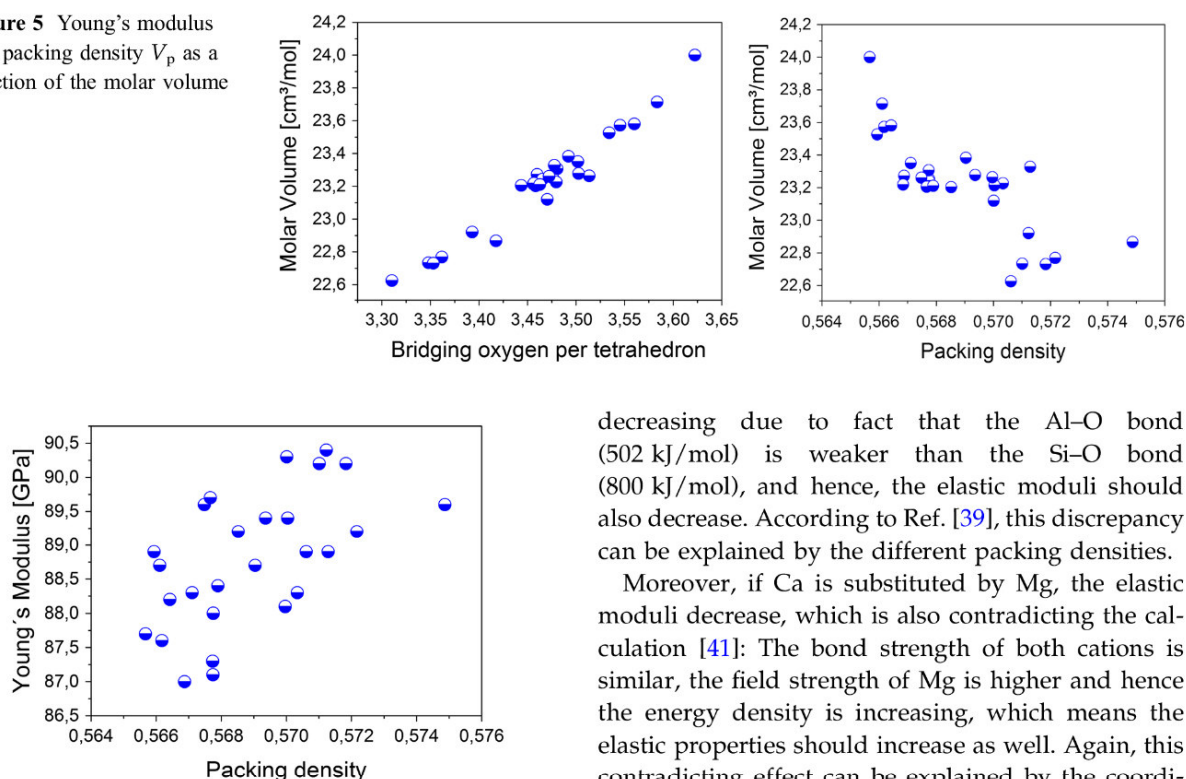 ure 5 Young's modulus
packing density Vp as a
ction of the molar volume
24,2
24,0
23,8
23,6
23,4
23,2
23,0
22,8
22,6
Molar Volume [cm³/mol]
3,30 3,35 3,40 3,45 3,50 3,55 3,60 3,65
Bridging oxygen per tetrahedron
24,2
24,0
23,8
23,6
23,4
23,2
23,0
22,8
22,6
Molar Volume [cm³/mol]
0,564 0,566 0,568 0,570 0,572 0,574 0,576
Packing density
90,5
90,0
89,5
89,0
88,5
88,0
87,5
87,0
86,5
Young´s Modulus [GPa]
0,564 0,566 0,568 0,570 0,572 0,574 0,576
Packing density
decreasing due to fact that the Al–O bond
(502 kJ/mol) is weaker than the Si–O bond
(800 kJ/mol), and hence, the elastic moduli should
also decrease. According to Ref. [39], this discrepancy
can be explained by the different packing densities.
Moreover, if Ca is substituted by Mg, the elastic
moduli decrease, which is also contradicting the cal-
culation [41]: The bond strength of both cations is
similar, the field strength of Mg is higher and hence
the energy density is increasing, which means the
elastic properties should increase as well. Again, this
contradicting effect can be explained by the coordi-